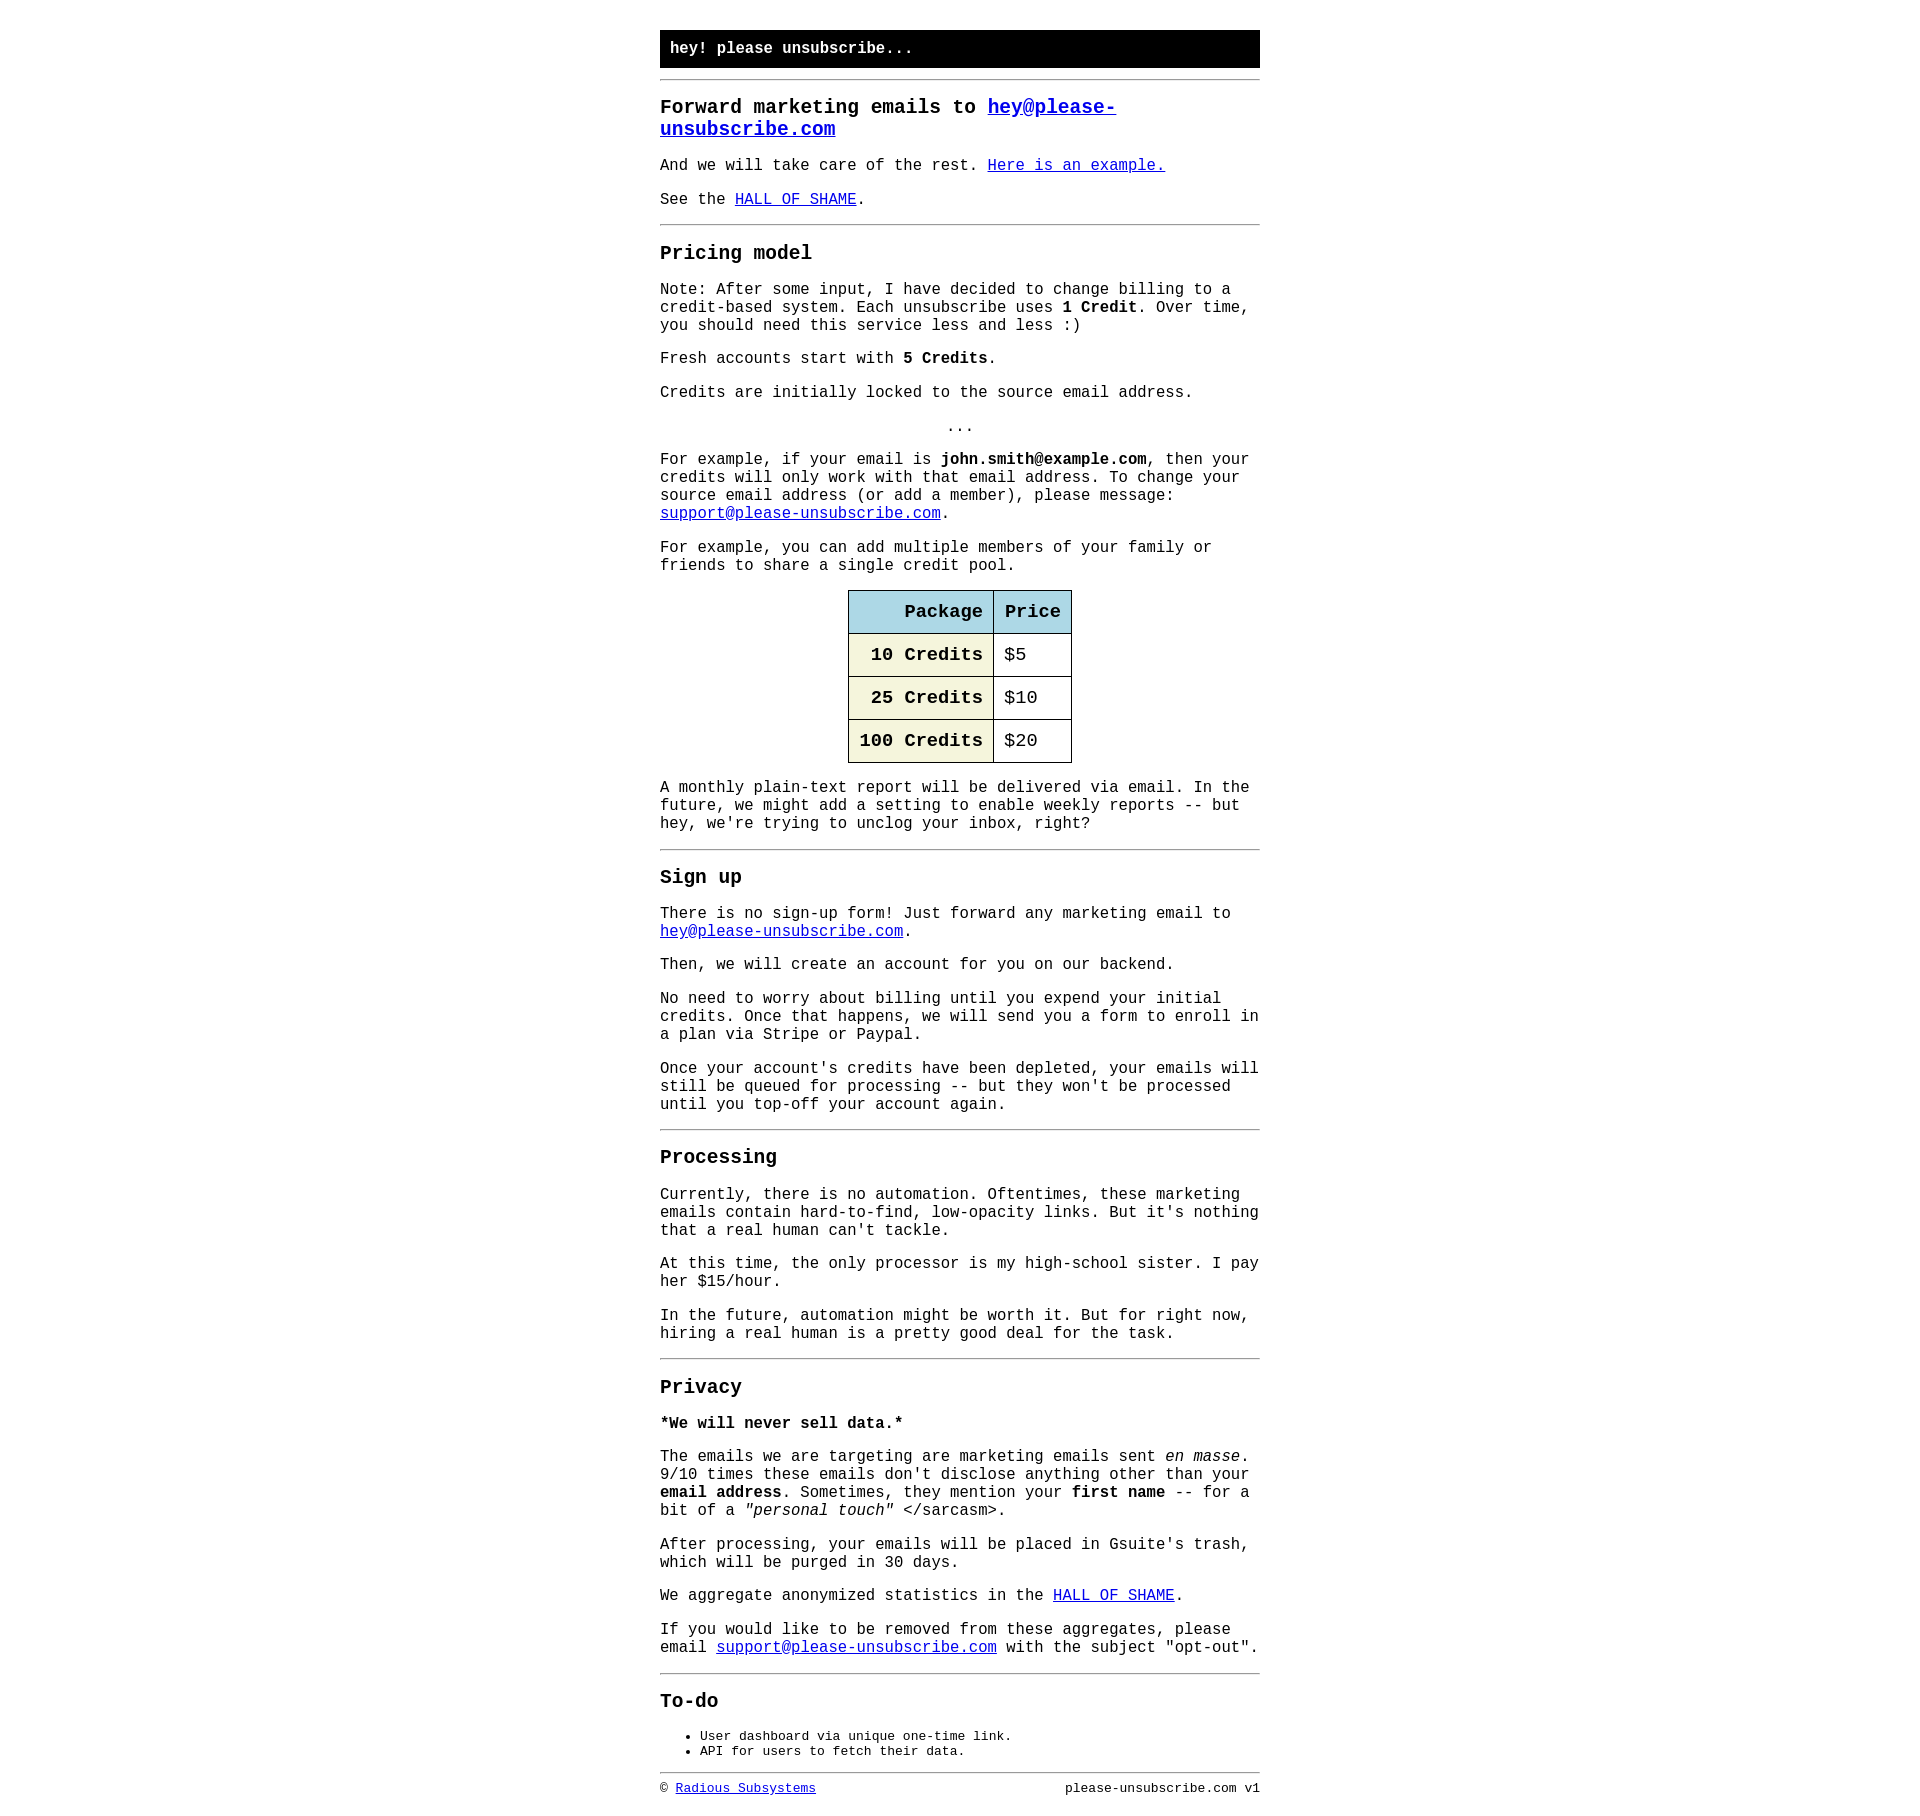 hey! please unsubscribe...
Forward marketing emails to hey@please-
unsubscribe.com
And we will take care of the rest. Here is an example.
See the HALL OF SHAME.
Pricing model
Note: After some input, I have decided to change billing to a
credit-based system. Each unsubscribe uses 1 Credit. Over time,
you should need this service less and less :)
Fresh accounts start with 5 Credits.
Credits are initially locked to the source email address.
...
For example, if your email is john.smith@example.com, then your
credits will only work with that email address. To change your
source email address (or add a member), please message:
support@please-unsubscribe.com.
For example, you can add multiple members of your family or
friends to share a single credit pool.
Package Price
10 Credits $5
25 Credits $10
100 Credits $20
A monthly plain-text report will be delivered via email. In the
future, we might add a setting to enable weekly reports -- but
hey, we're trying to unclog your inbox, right?
Sign up
There is no sign-up form! Just forward any marketing email to
hey@please-unsubscribe.com.
Then, we will create an account for you on our backend.
No need to worry about billing until you expend your initial
credits. Once that happens, we will send you a form to enroll in
a plan via Stripe or Paypal.
Once your account's credits have been depleted, your emails will
still be queued for processing -- but they won't be processed
until you top-off your account again.
Processing
Currently, there is no automation. Oftentimes, these marketing
emails contain hard-to-find, low-opacity links. But it's nothing
that a real human can't tackle.
At this time, the only processor is my high-school sister. I pay
her $15/hour.
In the future, automation might be worth it. But for right now,
hiring a real human is a pretty good deal for the task.
Privacy
*We will never sell data.*
The emails we are targeting are marketing emails sent en masse.
9/10 times these emails don't disclose anything other than your
email address. Sometimes, they mention your first name -- for a
bit of a "personal touch" </sarcasm>.
After processing, your emails will be placed in Gsuite's trash,
which will be purged in 30 days.
We aggregate anonymized statistics in the HALL OF SHAME.
If you would like to be removed from these aggregates, please
email support@please-unsubscribe.com with the subject "opt-out".
To-do
• User dashboard via unique one-time link.
• API for users to fetch their data.
© Radious Subsystems please-unsubscribe.com v1